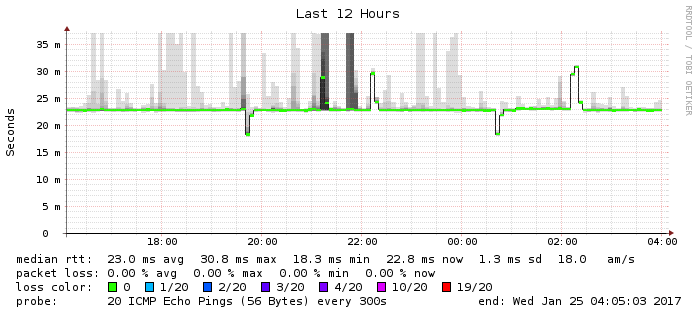 Last 12 Hours
RRDTOOL / TOBI OETIKER
Seconds
35 m
30 m
25 m
20 m
15 m
10 m
5 m
0
18:00 20:00 22:00 00:00 02:00 04:00
median rtt: 23.0 ms avg 30.8 ms max 18.3 ms min 22.8 ms now 1.3 ms sd 18.0 am/s
packet loss: 0.00 % avg 0.00 % max 0.00 % min 0.00 % now
loss color: 0 1/20 2/20 3/20 4/20 10/20 19/20
probe: 20 ICMP Echo Pings (56 Bytes) every 300s end: Wed Jan 25 04:05:03 2017